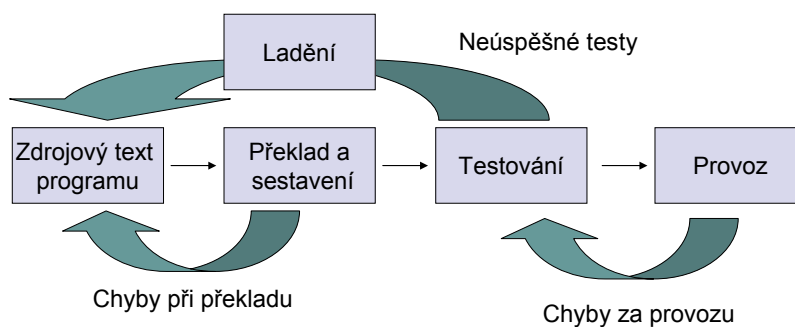 Ladění
Neúspěšné testy
Zdrojový text
programu
Překlad a
sestavení
Testování
Provoz
Chyby při překladu
Chyby za provozu